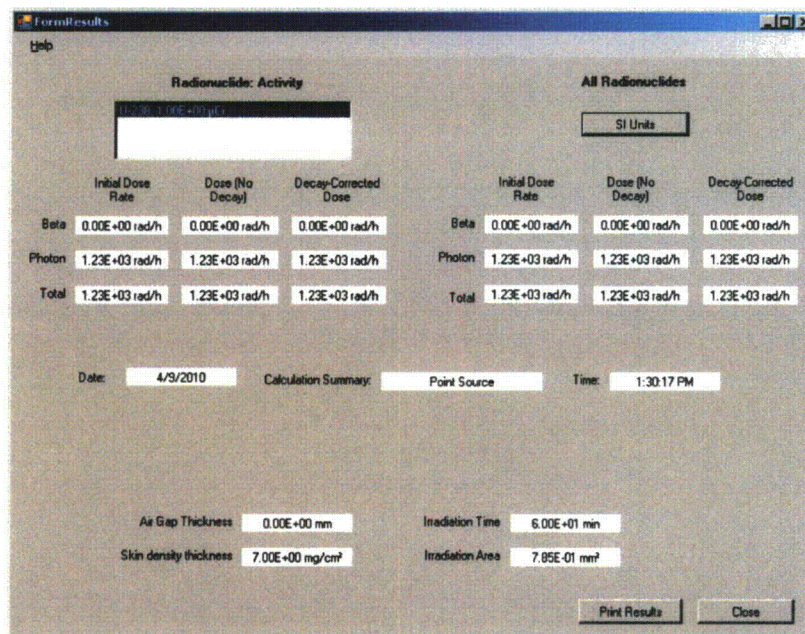 FormResults
Help
Radionuclide: Activity
All Radionuclides
U-238 1.00E+00 µCi
SI Units
Initial Dose Rate Dose (No Decay) Decay-Corrected Dose Initial Dose Rate Dose (No Decay) Decay-Corrected Dose
Beta 0.00E+00 rad/h 0.00E+00 rad/h 0.00E+00 rad/h Beta 0.00E+00 rad/h 0.00E+00 rad/h 0.00E+00 rad/h
Photon 1.23E+03 rad/h 1.23E+03 rad/h 1.23E+03 rad/h Photon 1.23E+03 rad/h 1.23E+03 rad/h 1.23E+03 rad/h
Total 1.23E+03 rad/h 1.23E+03 rad/h 1.23E+03 rad/h Total 1.23E+03 rad/h 1.23E+03 rad/h 1.23E+03 rad/h
Date: 4/9/2010 Calculation Summary: Point Source Time: 1:30:17 PM
Air Gap Thickness 0.00E+00 mm Irradiation Time 6.00E+01 min
Skin density thickness 7.00E+00 mg/cm² Irradiation Area 7.85E-01 mm²
Print Results Close